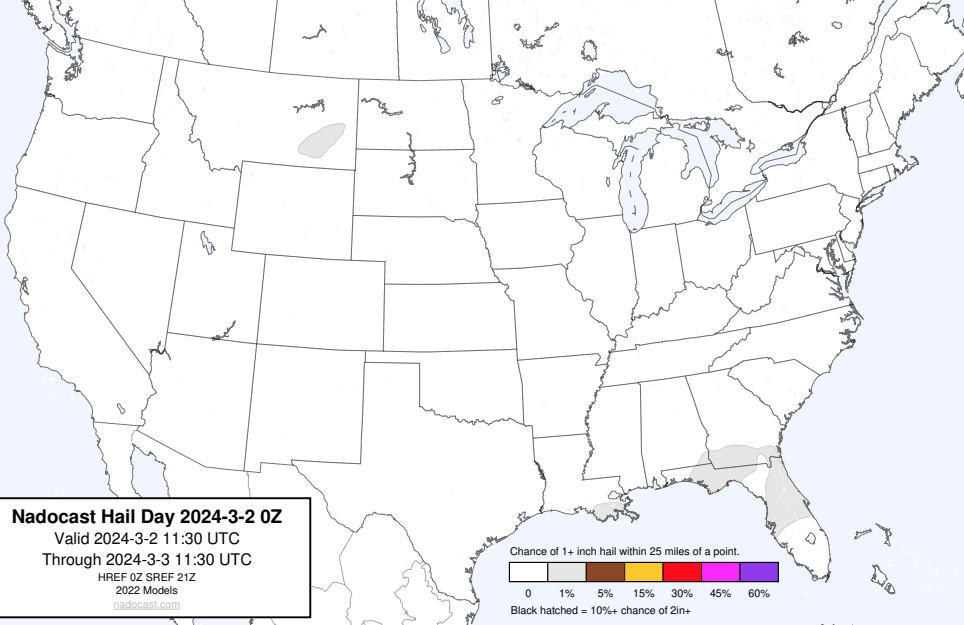 Nadocast Hail Day 2024-3-2 0Z
Valid 2024-3-2 11:30 UTC
Through 2024-3-3 11:30 UTC
HREF 0Z SREF 21Z
2022 Models
nadocast.com
Chance of 1+ inch hail within 25 miles of a point.
0 1% 5% 15% 30% 45% 60%
Black hatched = 10%+ chance of 2in+